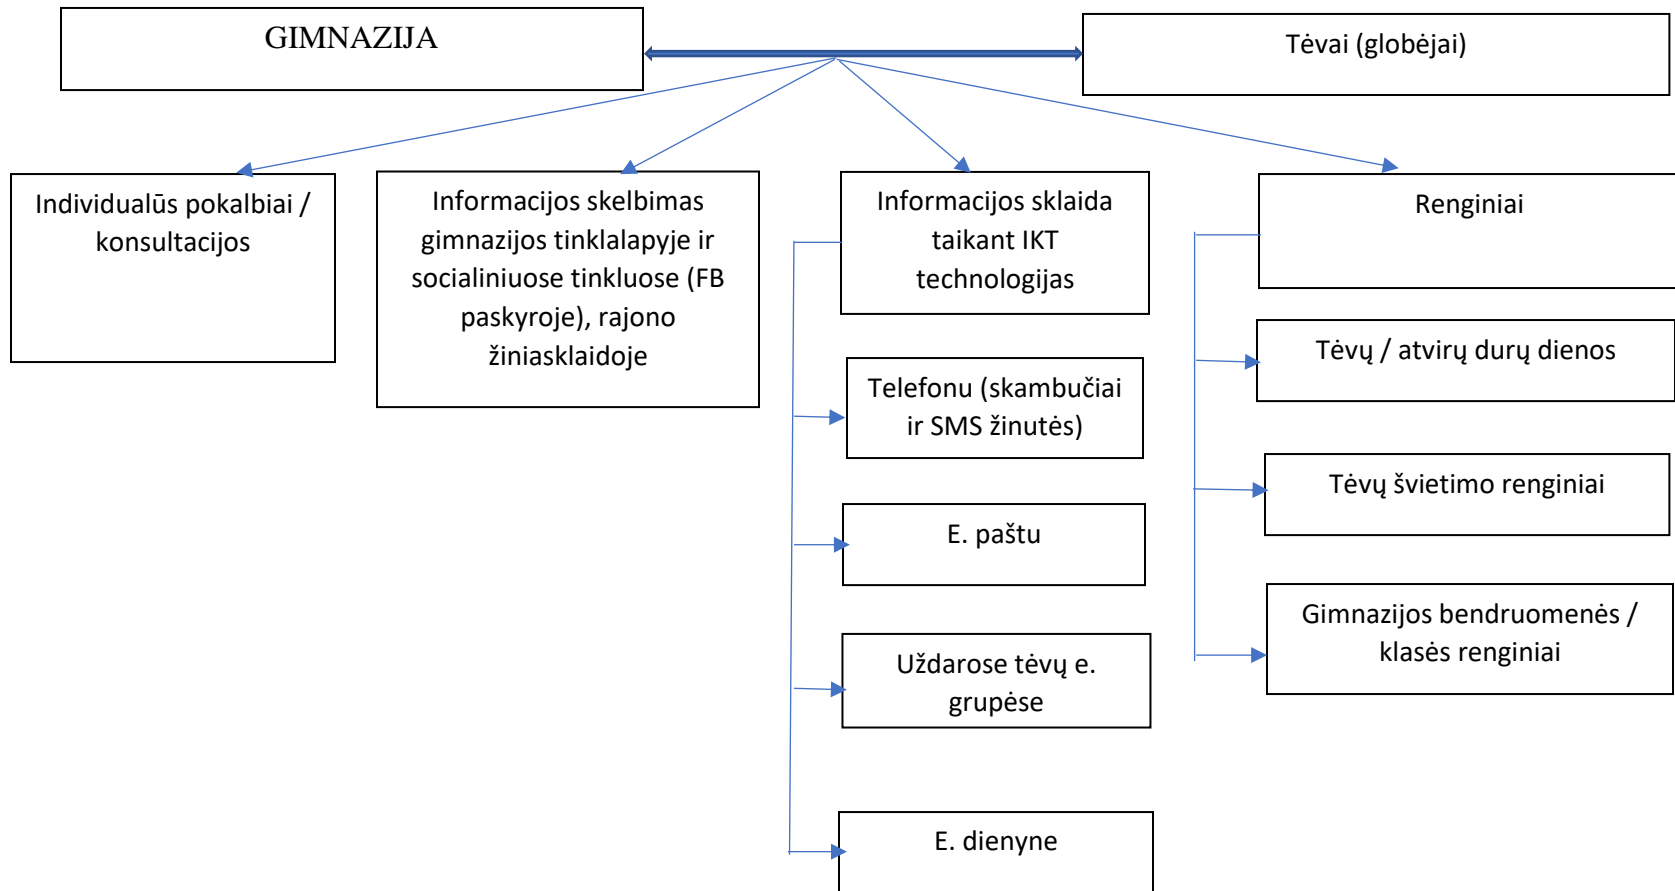 GIMNAZIJA
Tėvai (globėjai)
Individualūs pokalbiai /
konsultacijos
Informacijos skelbimas
gimnazijos tinklalapyje ir
socialiniuose tinkluose (FB
paskyroje), rajono
žiniasklaidoje
Informacijos sklaida
taikant IKT
technologijas
Renginiai
Telefonu (skambučiai
ir SMS žinutės)
E. paštu
Uždarose tėvų e.
grupėse
E. dienyne
Tėvų / atvirų durų dienos
Tėvų švietimo renginiai
Gimnazijos bendruomenės /
klasės renginiai